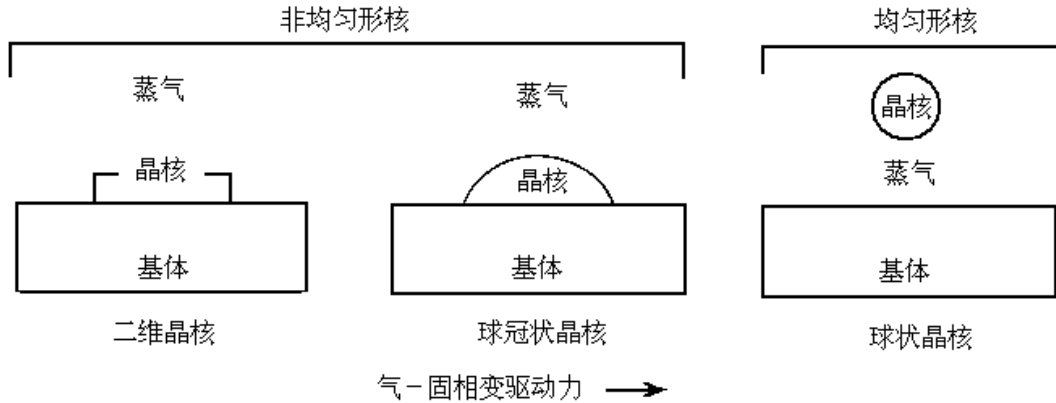 非均匀形核
均匀形核
蒸气
蒸气
晶核
晶核
晶核
蒸气
基体
基体
基体
二维晶核
球冠状晶核
球状晶核
气－固相变驱动力